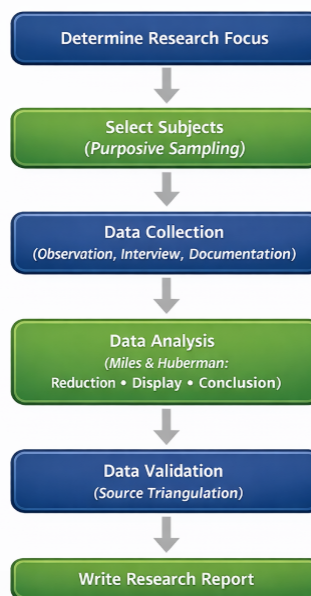 Determine Research Focus
Select Subjects
(Purposive Sampling)
Data Collection
(Observation, Interview, Documentation)
Data Analysis
(Miles & Huberman:
Reduction • Display • Conclusion)
Data Validation
(Source Triangulation)
Write Research Report